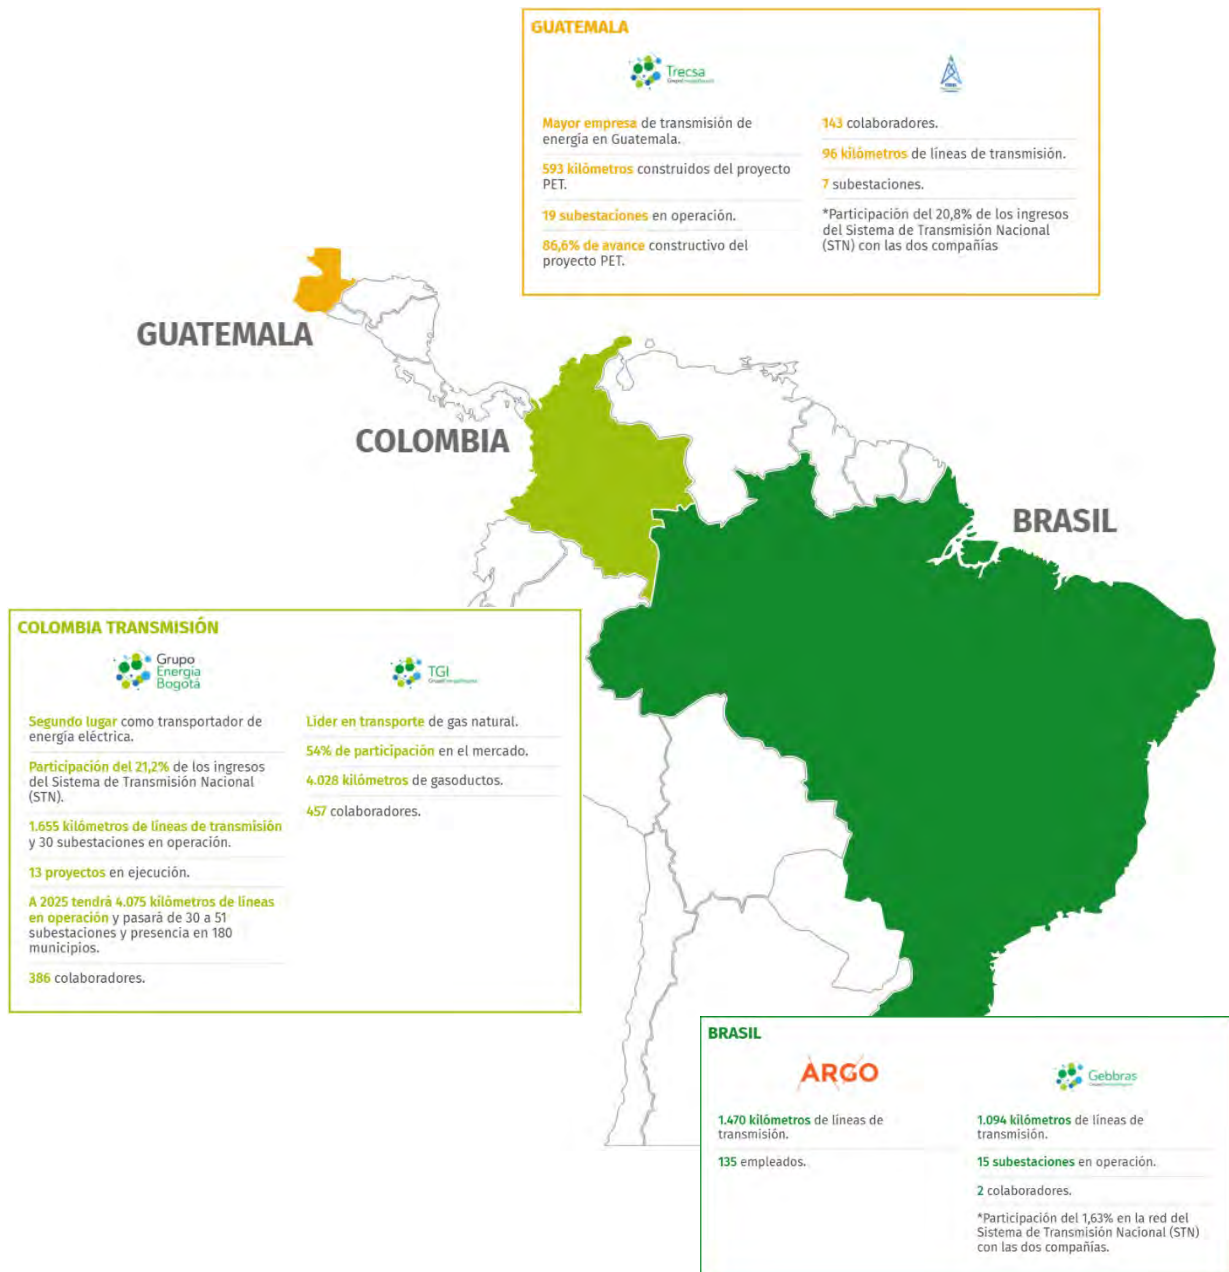 GUATEMALA
Trecsa
Mayor empresa de transmisión de
energía en Guatemala.
593 kilómetros construidos del proyecto
PET.
19 subestaciones en operación.
86,6% de avance constructivo del
proyecto PET.
143 colaboradores.
96 kilómetros de líneas de transmisión.
7 subestaciones.
*Participación del 20,8% de los ingresos
del Sistema de Transmisión Nacional
(STN) con las dos compañías
GUATEMALA
COLOMBIA
BRASIL
COLOMBIA TRANSMISIÓN
Grupo
Energía
Bogotá
Segundo lugar como transportador de
energía eléctrica.
Participación del 21,2% de los ingresos
del Sistema de Transmisión Nacional
(STN).
1.655 kilómetros de líneas de transmisión
y 30 subestaciones en operación.
13 proyectos en ejecución.
A 2025 tendrá 4.075 kilómetros de líneas
en operación y pasará de 30 a 51
subestaciones y presencia en 180
municipios.
386 colaboradores.
TGI
Líder en transporte de gas natural.
54% de participación en el mercado.
4.028 kilómetros de gasoductos.
457 colaboradores.
BRASIL
ARGO
1.470 kilómetros de líneas de
transmisión.
135 empleados.
Gebbras
1.094 kilómetros de líneas de
transmisión.
15 subestaciones en operación.
2 colaboradores.
*Participación del 1,63% en la red del
Sistema de Transmisión Nacional (STN)
con las dos compañías.